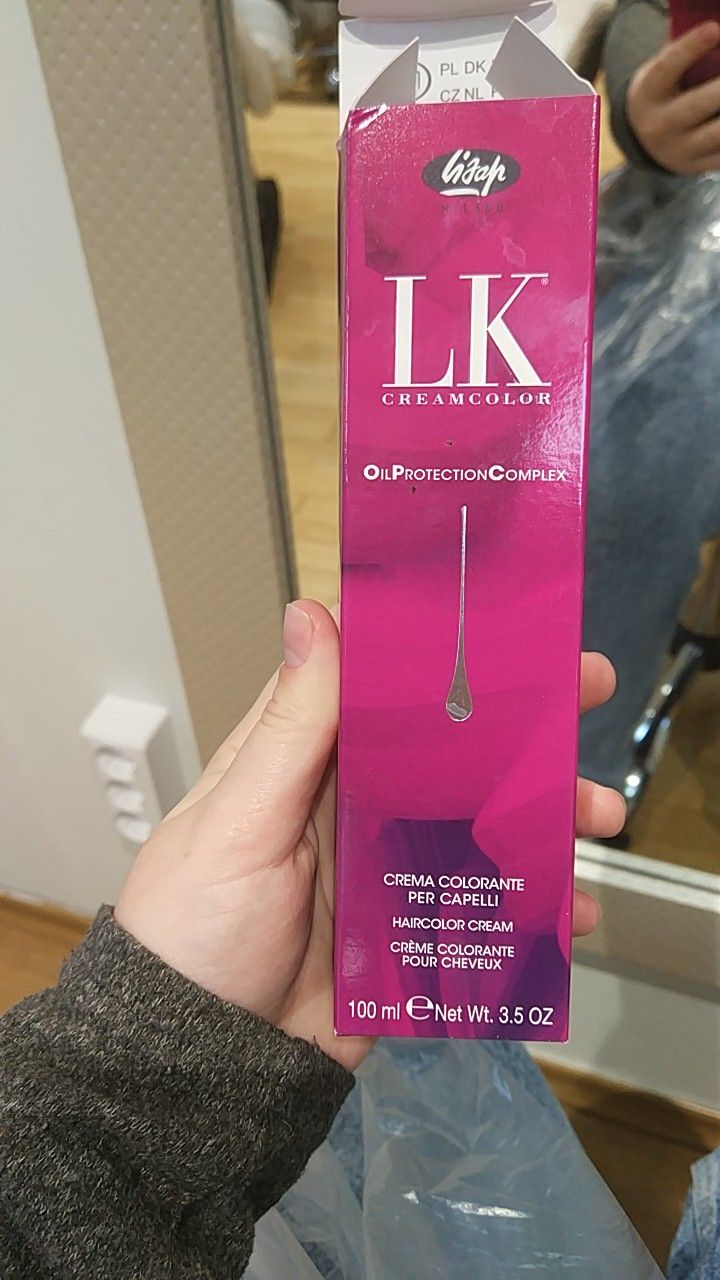 PL DK
CZ NL
lisap
MILANO
LK®
CREAMCOLOR
OILPROTECTIONCOMPLEX
CREMA COLORANTE
PER CAPELLI
HAIRCOLOR CREAM
CRÈME COLORANTE
POUR CHEVEUX
100 ml ℮ Net Wt. 3.5 OZ